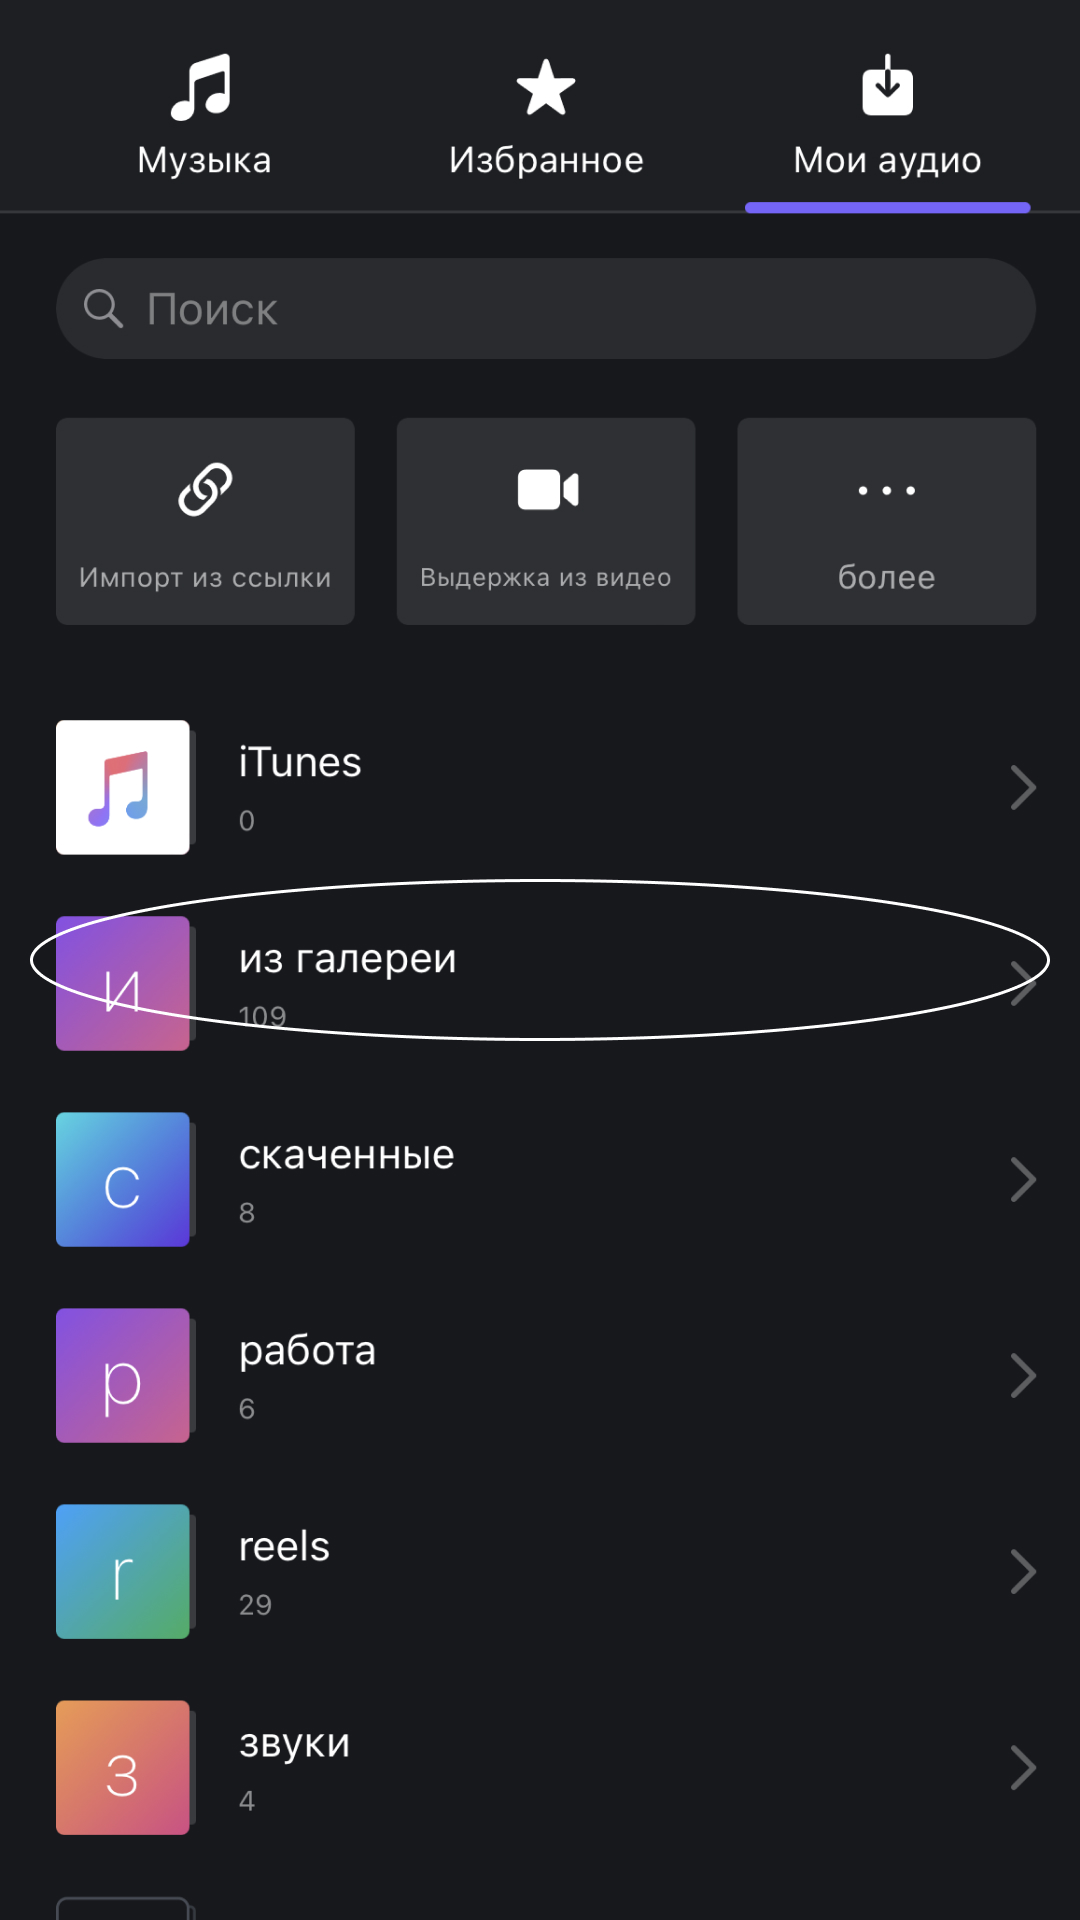 Музыка Избранное Мои аудио
Поиск
Импорт из ссылки Выдержка из видео более
iTunes
0
и из галереи
109
с скаченные
8
р работа
6
r reels
29
з звуки
4